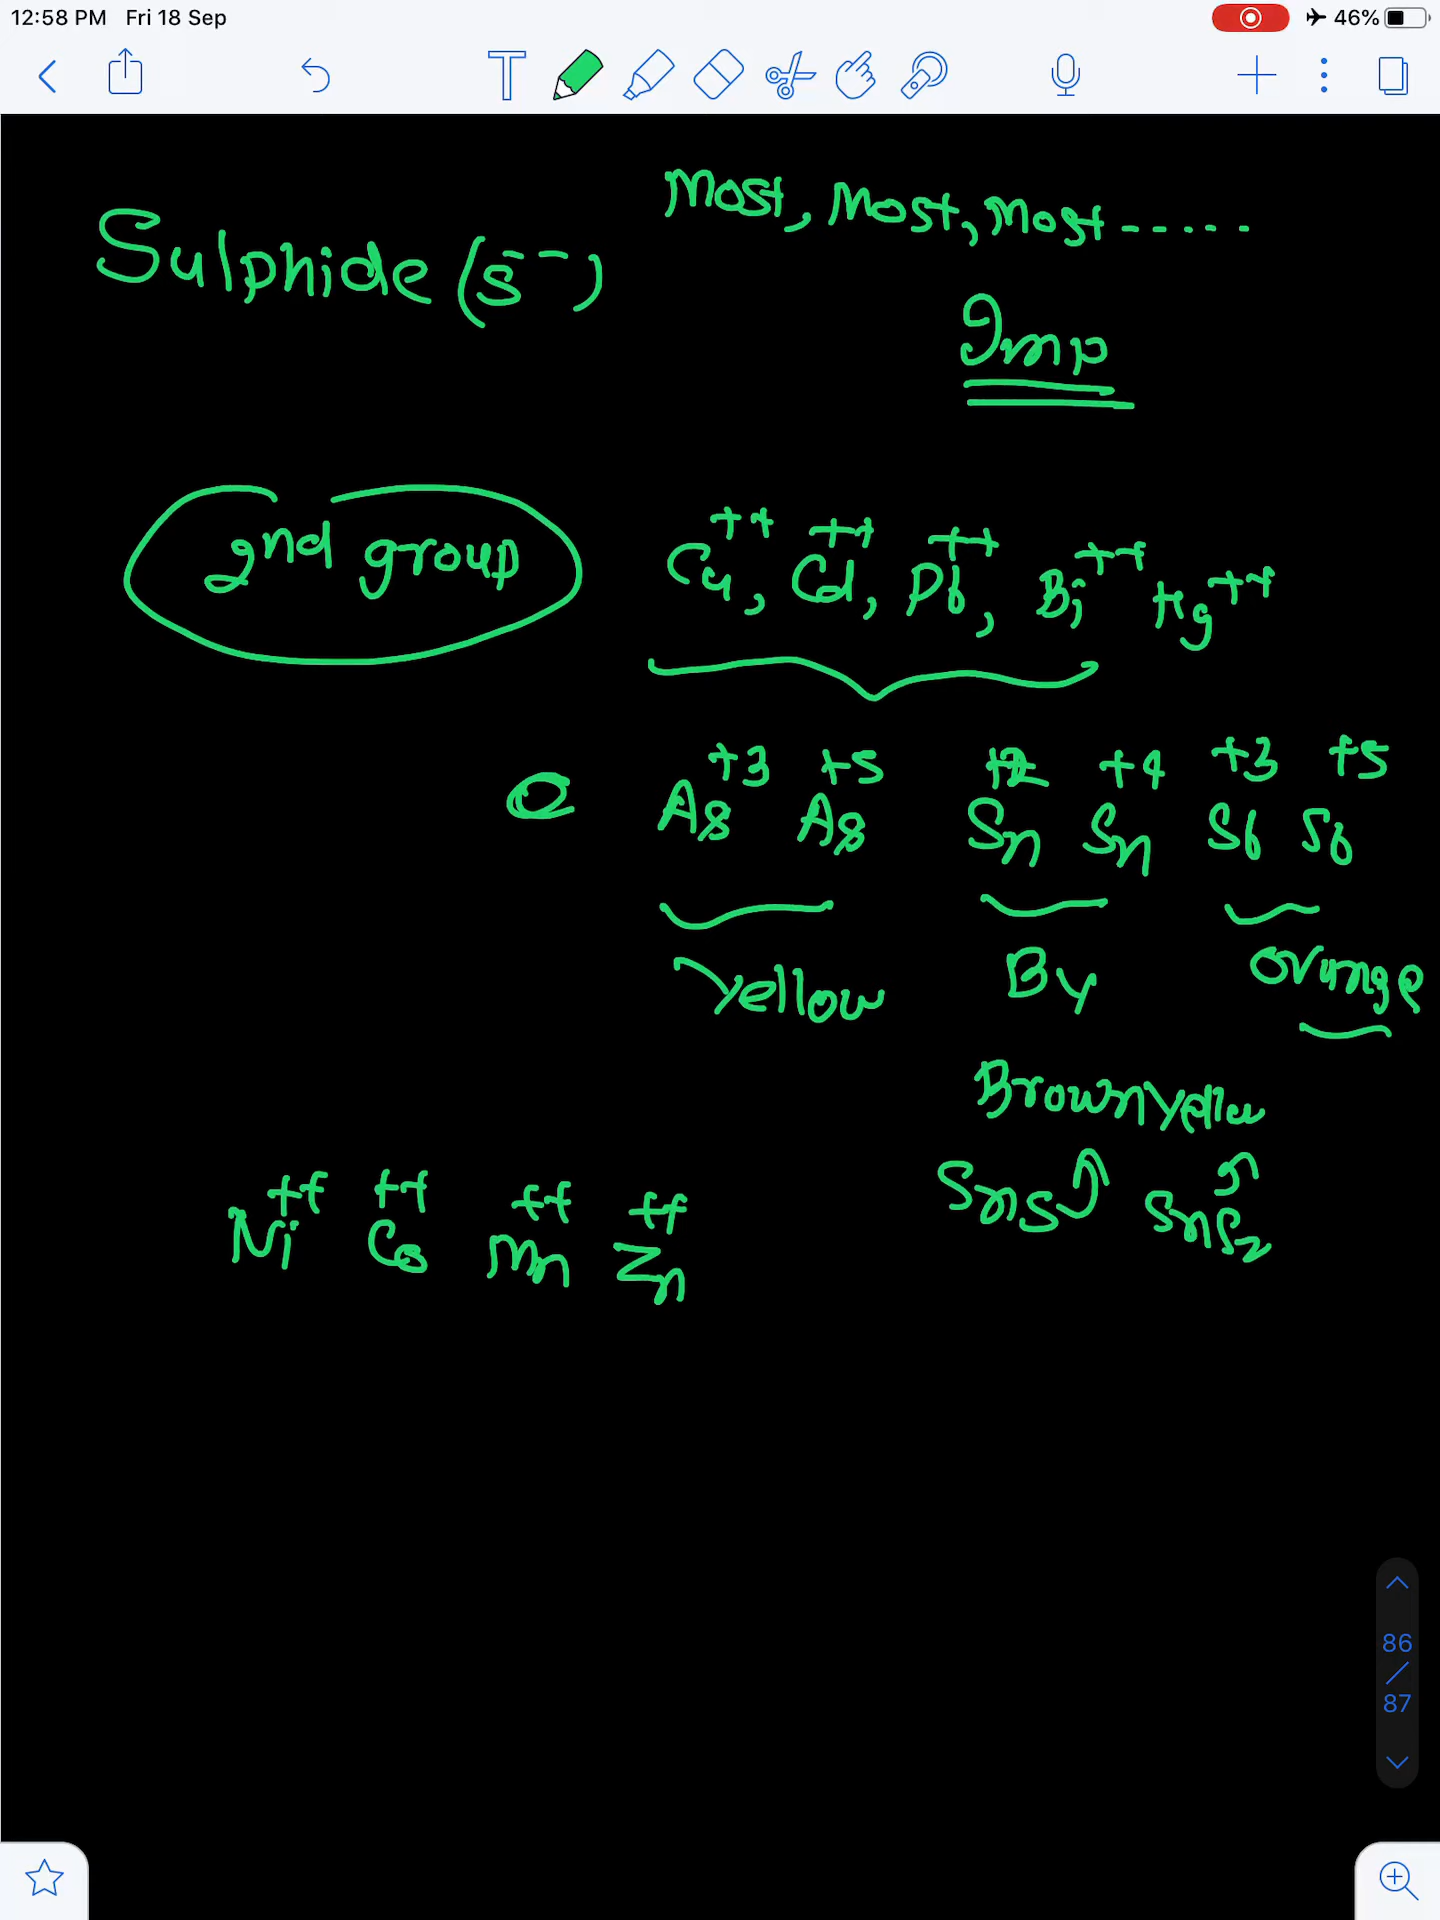 12:58 PM Fri 18 Sep 46%
Most, Most, Most -----
Sulphide (S--)
Imp
2nd group
Cu++, Cd++, Pb++, Bi++ Hg++
As+3 As+5 Sn+2 Sn+4 Sb+3 Sb+5
Yellow By Orange
Brown Yellow
SnS SnS2
Ni++ Co++ Mn++ Zn++
86
/
87